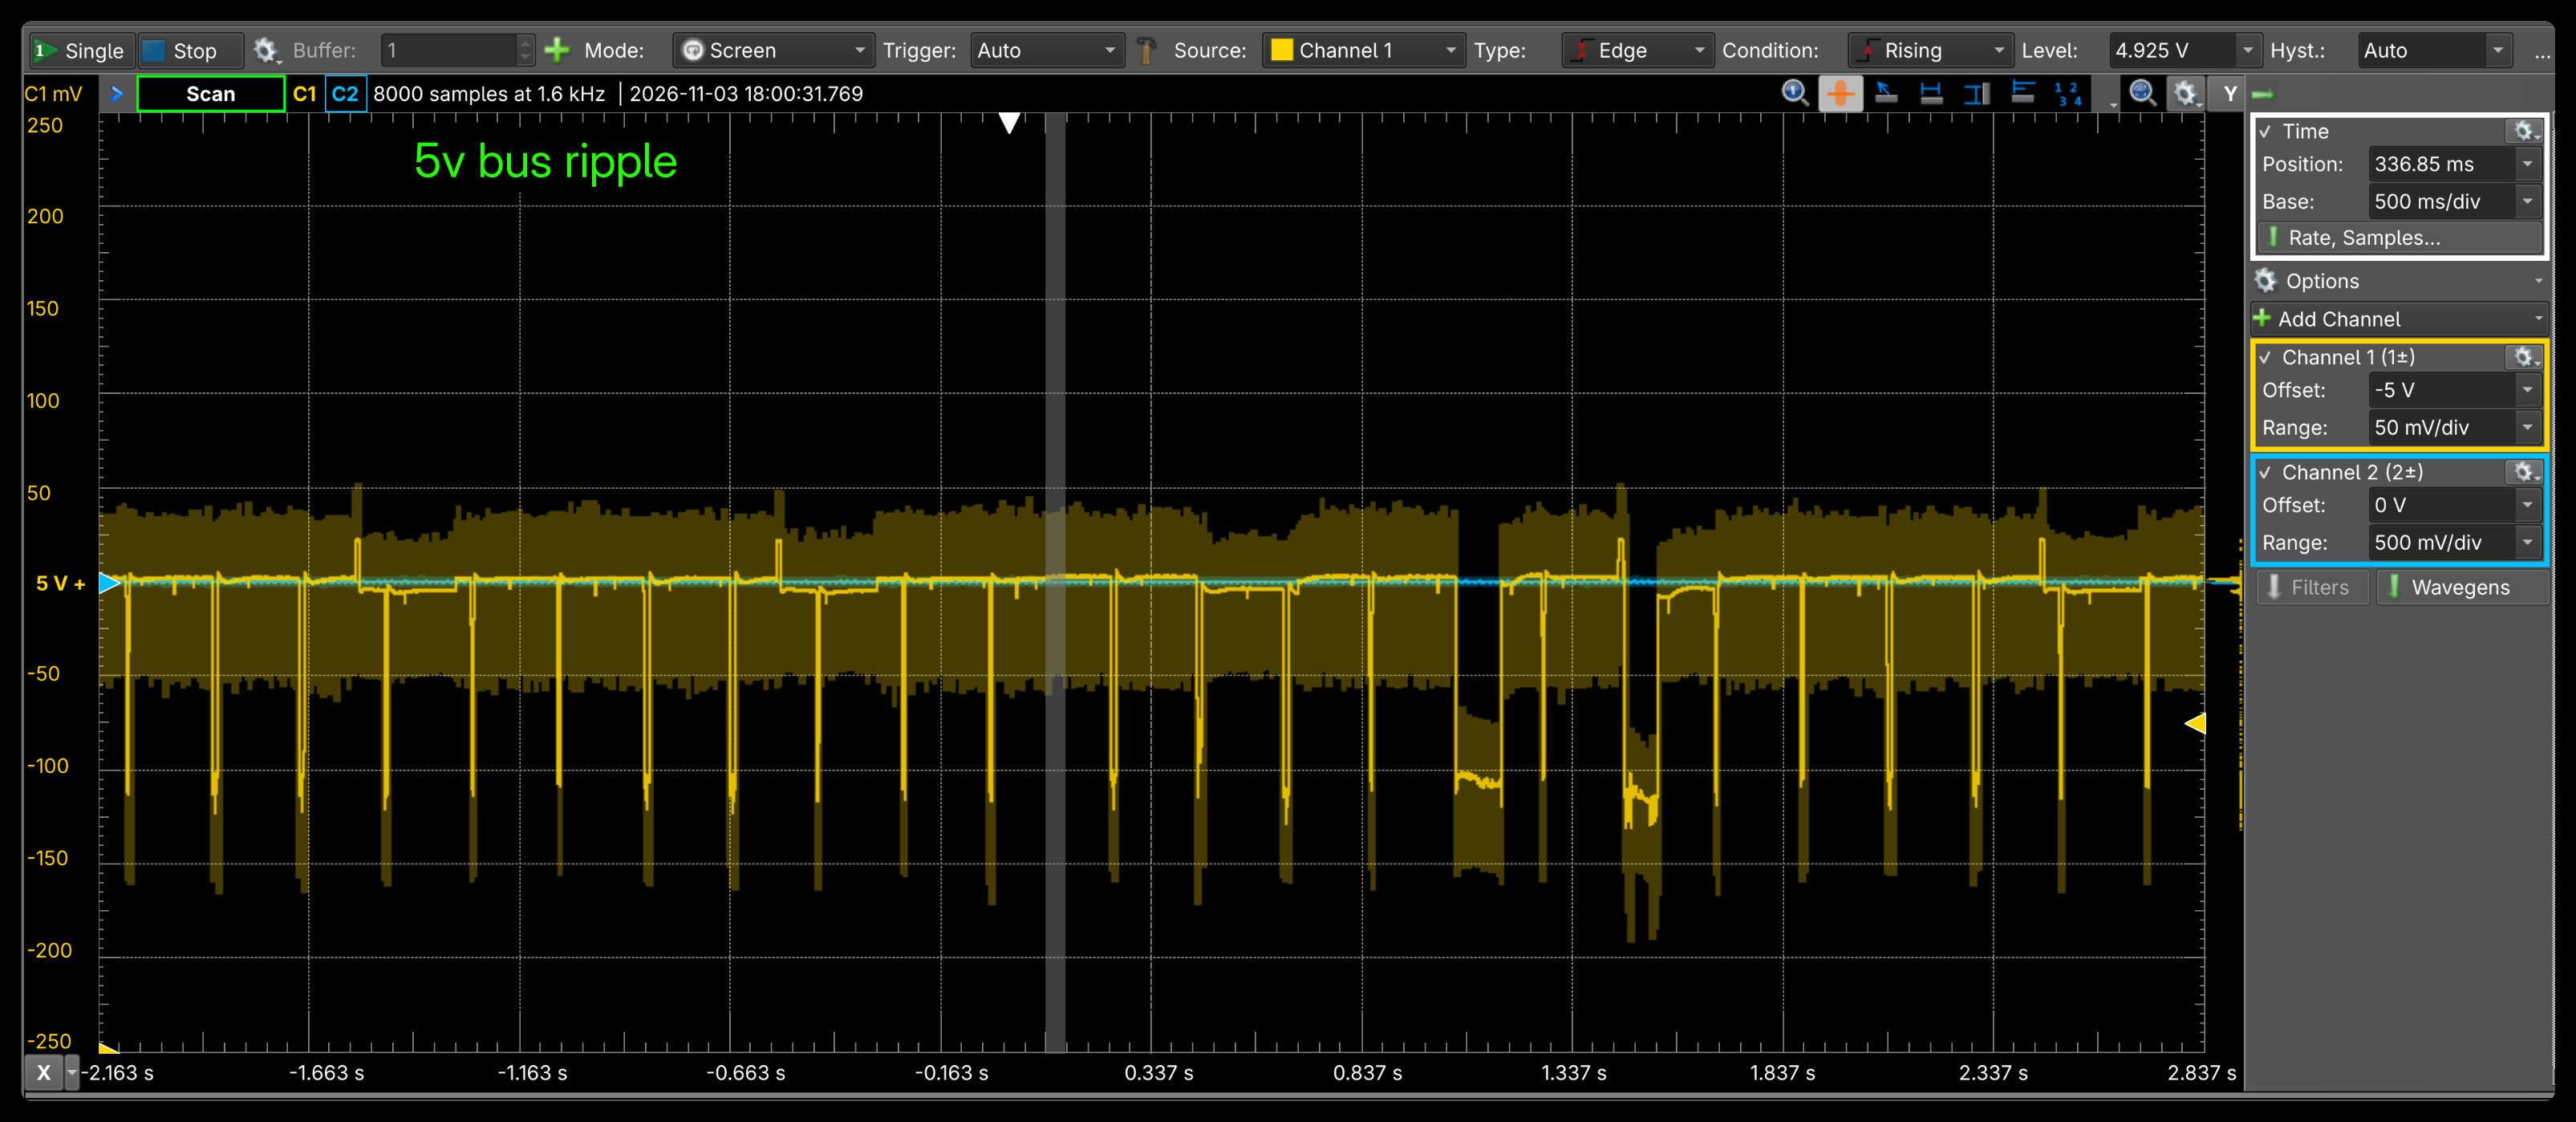 1 Single Stop Buffer: 1 Mode: Screen Trigger: Auto Source: Channel 1 Type: Edge Condition: Rising Level: 4.925 V Hyst.: Auto ...
C1 mV > Scan C1 C2 8000 samples at 1.6 kHz | 2026-11-03 18:00:31.769 1 2 3 4 Y
5v bus ripple
250
200
150
100
50
5 V +
-50
-100
-150
-200
-250
X -2.163 s -1.663 s -1.163 s -0.663 s -0.163 s 0.337 s 0.837 s 1.337 s 1.837 s 2.337 s 2.837 s
✓ Time
Position: 336.85 ms
Base: 500 ms/div
Rate, Samples...
Options
Add Channel
✓ Channel 1 (1±)
Offset: -5 V
Range: 50 mV/div
✓ Channel 2 (2±)
Offset: 0 V
Range: 500 mV/div
Filters Wavegens